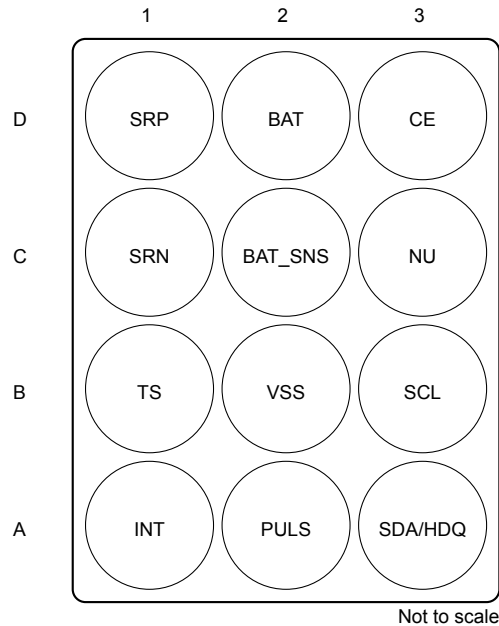 1 2 3
D SRP BAT CE
C SRN BAT_SNS NU
B TS VSS SCL
A INT PULS SDA/HDQ
Not to scale